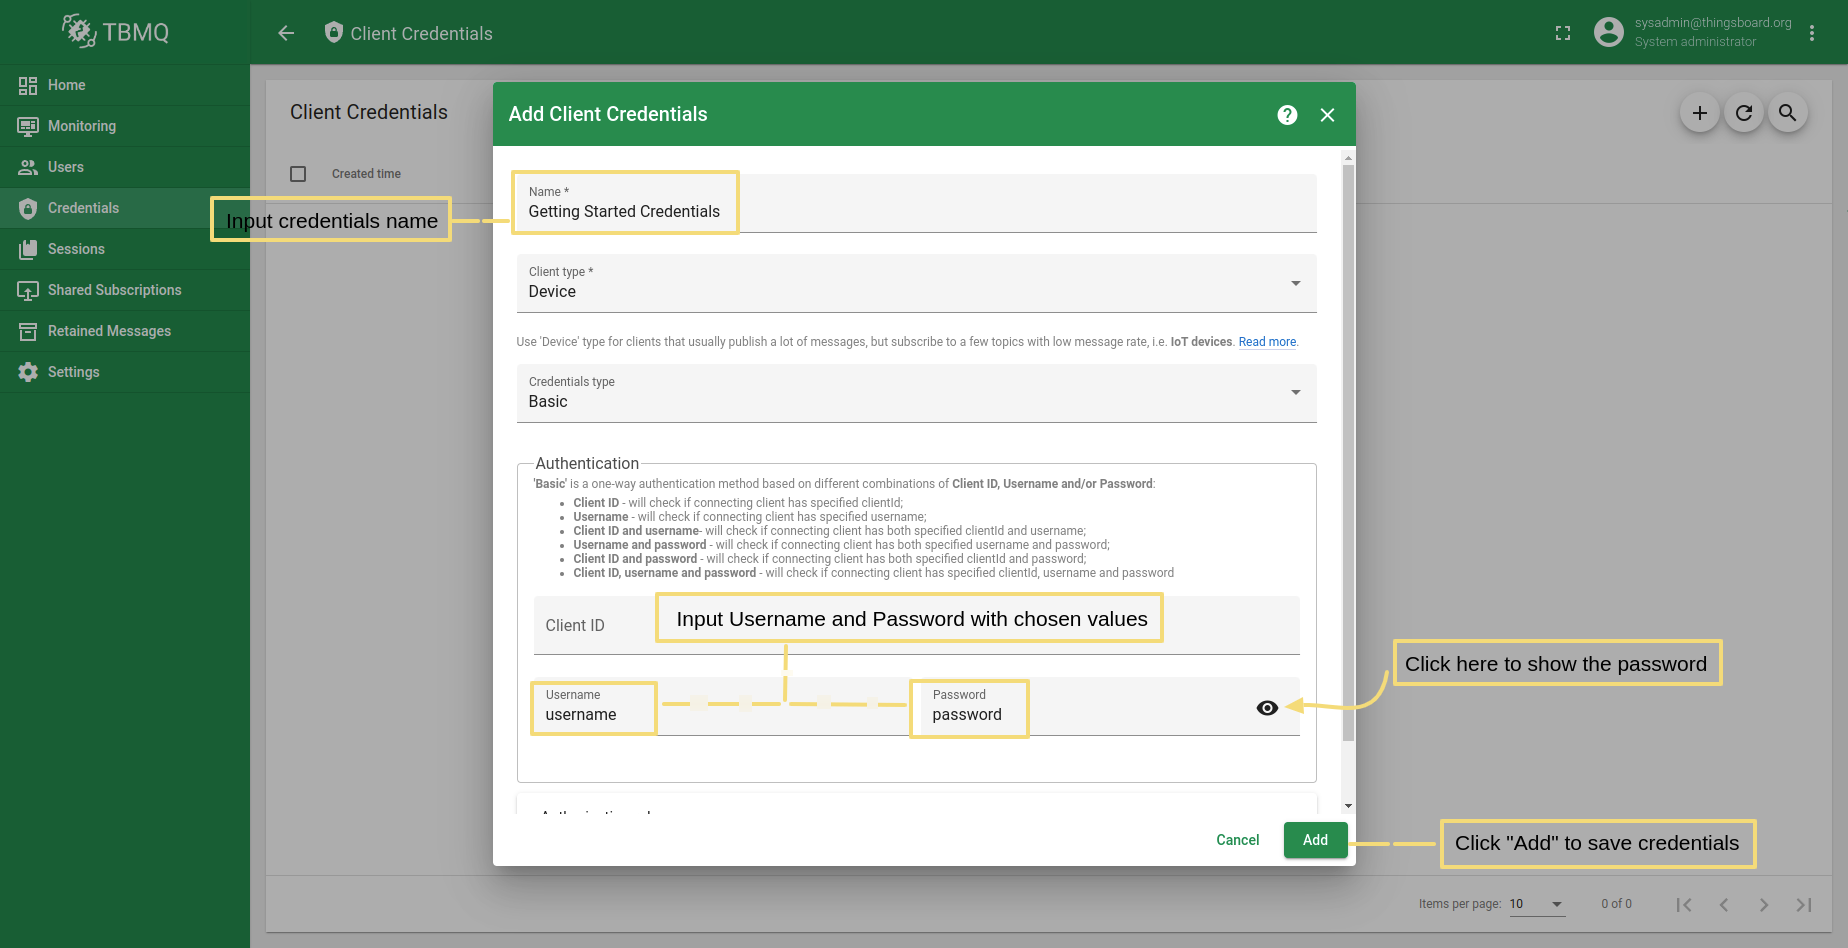 TBMQ
Client Credentials
sysadmin@thingsboard.org
System administrator
Home
Monitoring
Users
Credentials
Sessions
Shared Subscriptions
Retained Messages
Settings
Client Credentials
Created time
Input credentials name
Add Client Credentials
Name *
Getting Started Credentials
Client type *
Device
Use 'Device' type for clients that usually publish a lot of messages, but subscribe to a few topics with low message rate, i.e. IoT devices. Read more.
Credentials type
Basic
Authentication
'Basic' is a one-way authentication method based on different combinations of Client ID, Username and/or Password:
• Client ID - will check if connecting client has specified clientId;
• Username - will check if connecting client has specified username;
• Client ID and username- will check if connecting client has both specified clientId and username;
• Username and password - will check if connecting client has both specified username and password;
• Client ID and password - will check if connecting client has both specified clientId and password;
• Client ID, username and password - will check if connecting client has specified clientId, username and password
Client ID
Input Username and Password with chosen values
Username
username
Password
password
Click here to show the password
Cancel
Add
Click "Add" to save credentials
Items per page: 10
0 of 0